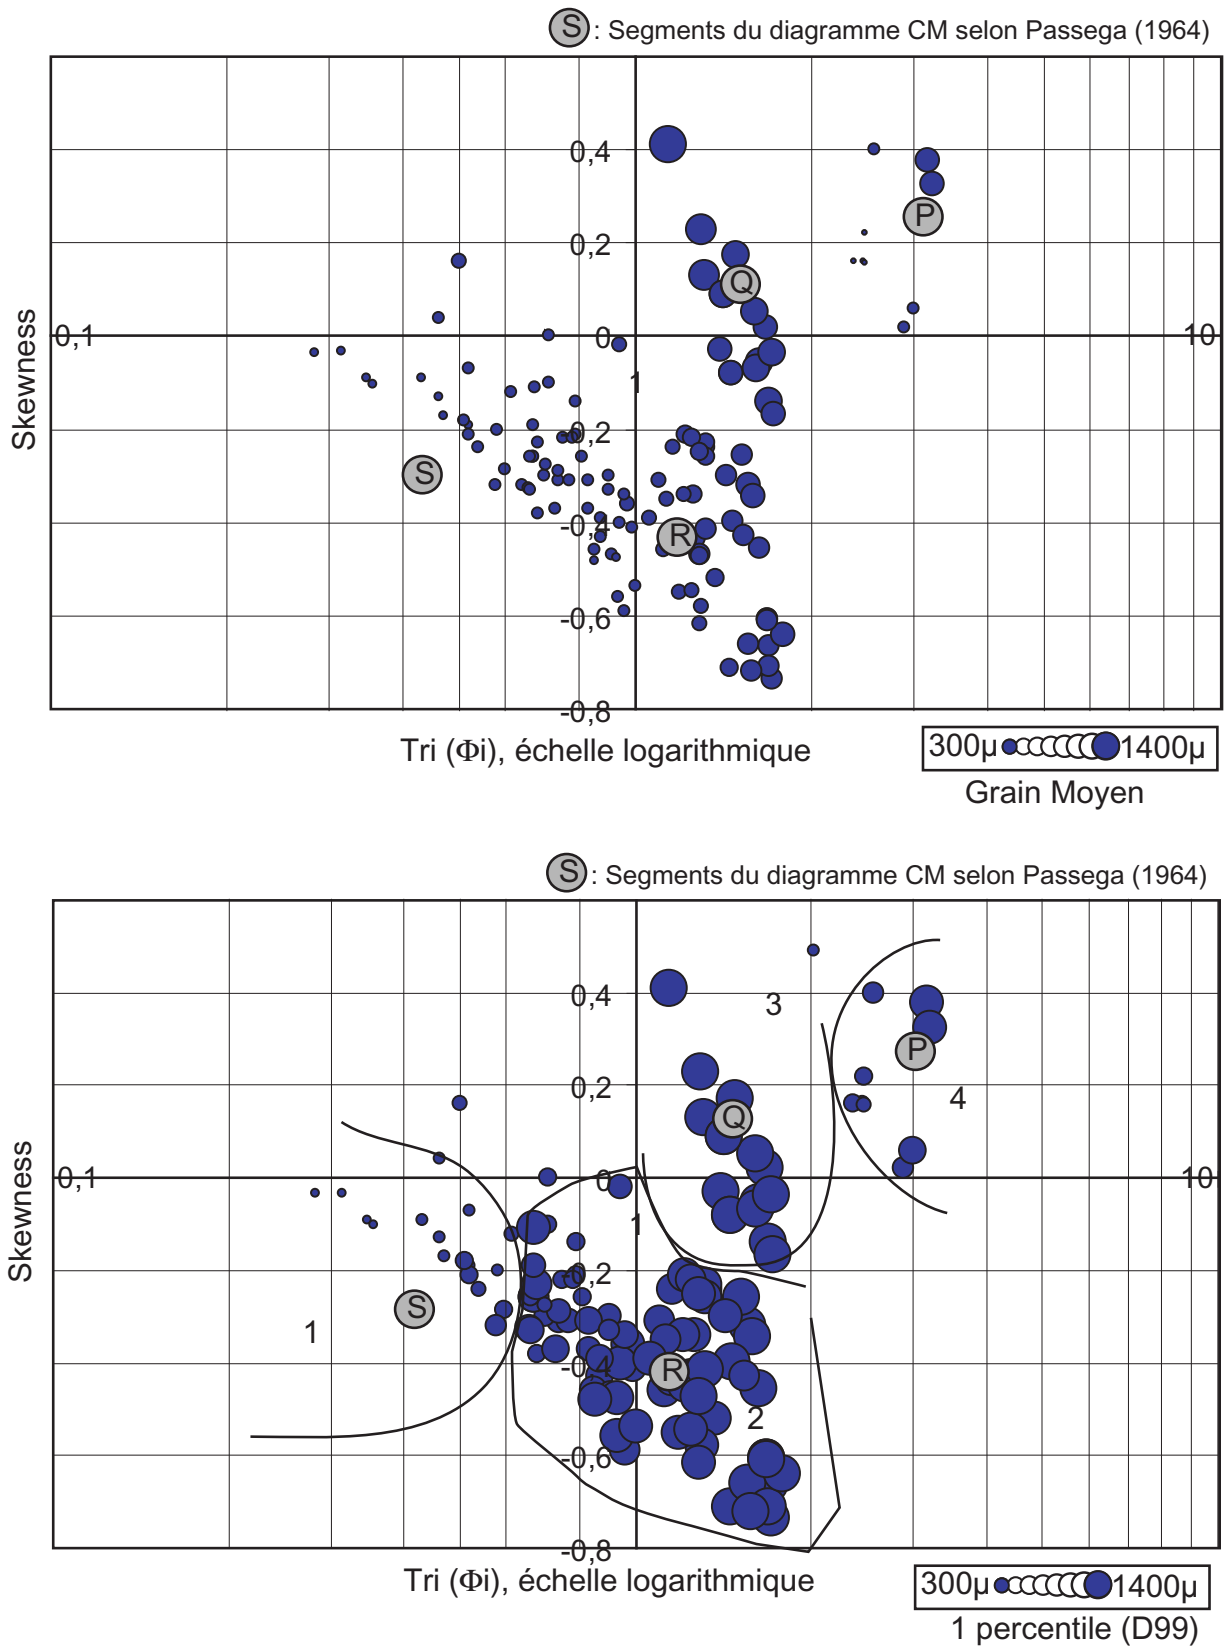 S : Segments du diagramme CM selon Passega (1964)
0,4
P
0,2
Q
Skewness
0,1
0
10
1
-0,2
S
-0,4
R
-0,6
-0,8
Tri (Φi), échelle logarithmique
300µ 1400µ
Grain Moyen
S : Segments du diagramme CM selon Passega (1964)
0,4
3
P
0,2
4
Q
Skewness
0,1
0
10
1
-0,2
S
1
-0,4
R
2
-0,6
-0,8
Tri (Φi), échelle logarithmique
300µ 1400µ
1 percentile (D99)